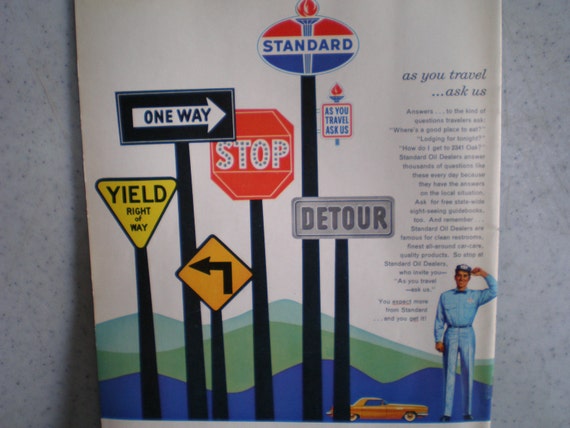 STANDARD
as you travel
...ask us
ONE WAY
AS YOU
TRAVEL
ASK US
STOP
YIELD
RIGHT
OF
WAY
DETOUR
Answers . . . to the kind of
questions travelers ask:
"Where's a good place to eat?"
"Lodging for tonight?"
"How do I get to 2341 Oak?"
Standard Oil Dealers answer
thousands of questions like
these every day because
they have the answers
on the local situation.
Ask for free state-wide
sight-seeing guidebooks,
too. And remember . . .
Standard Oil Dealers are
famous for clean restrooms,
finest all-around car-care,
quality products. So stop at
Standard Oil Dealers,
who invite you—
"As you travel
—ask us."
You expect more
from Standard
. . . and you get it!